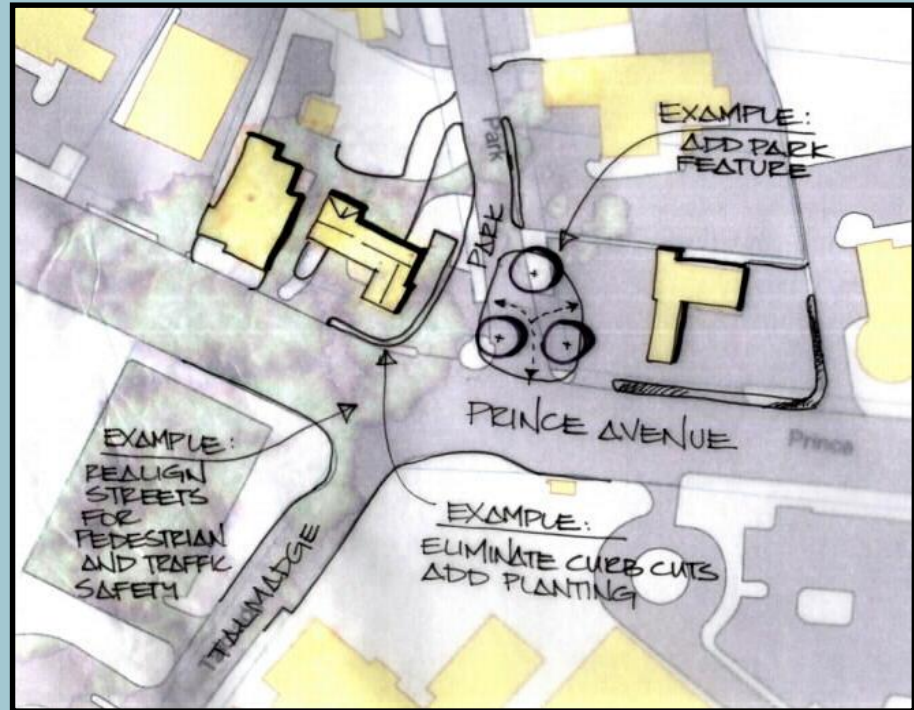 EXAMPLE:
ADD PARK
FEATURE
Park
PARK
PRINCE AVENUE
Prince
EXAMPLE:
REALIGN
STREETS
FOR
PEDESTRIAN
AND TRAFFIC
SAFETY
EXAMPLE:
ELIMINATE CURB CUTS
ADD PLANTING
TALMADGE